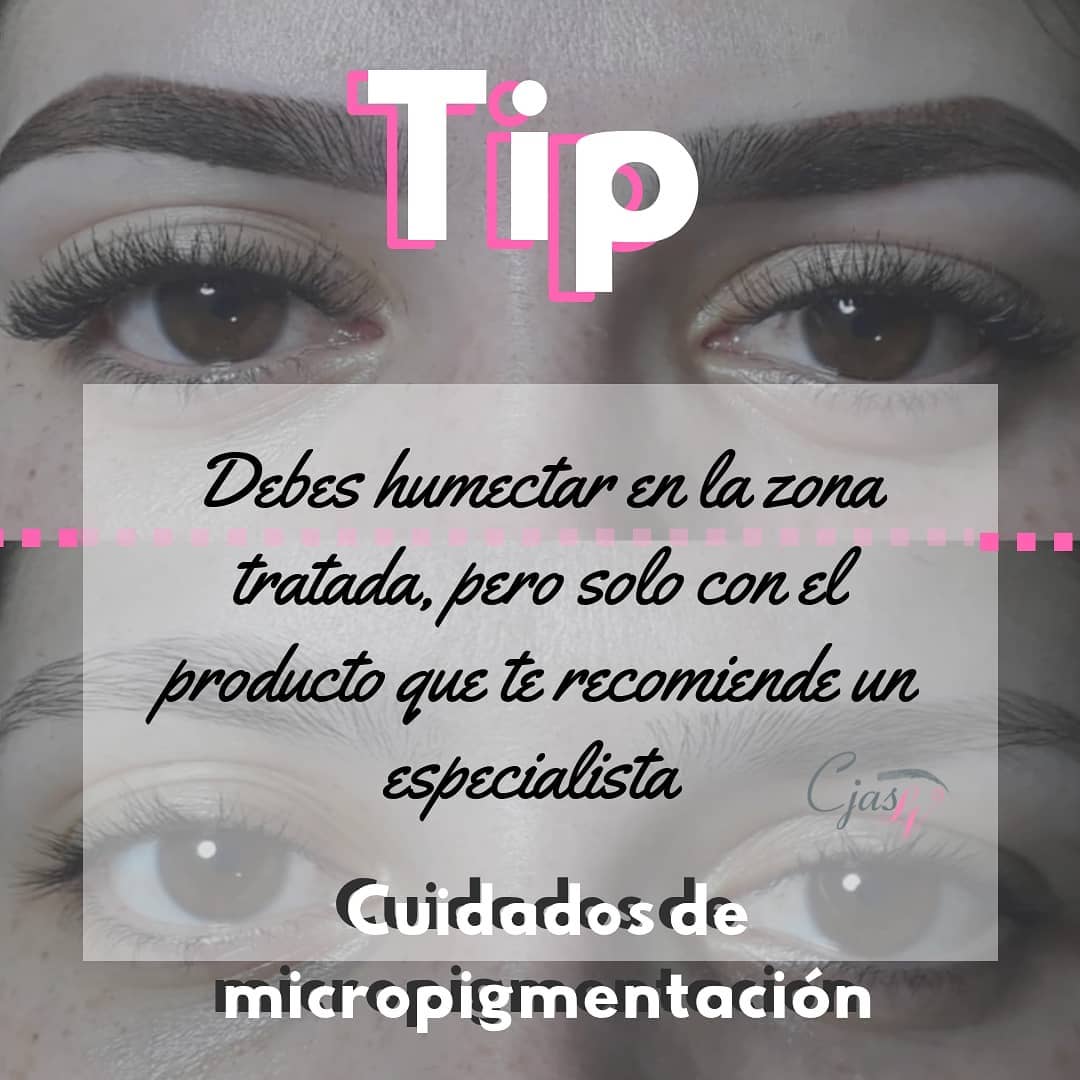 Tip
Debes humectar en la zona
tratada, pero solo con el
producto que te recomiende un
especialista
Cjas
Cuidados de
micropigmentación